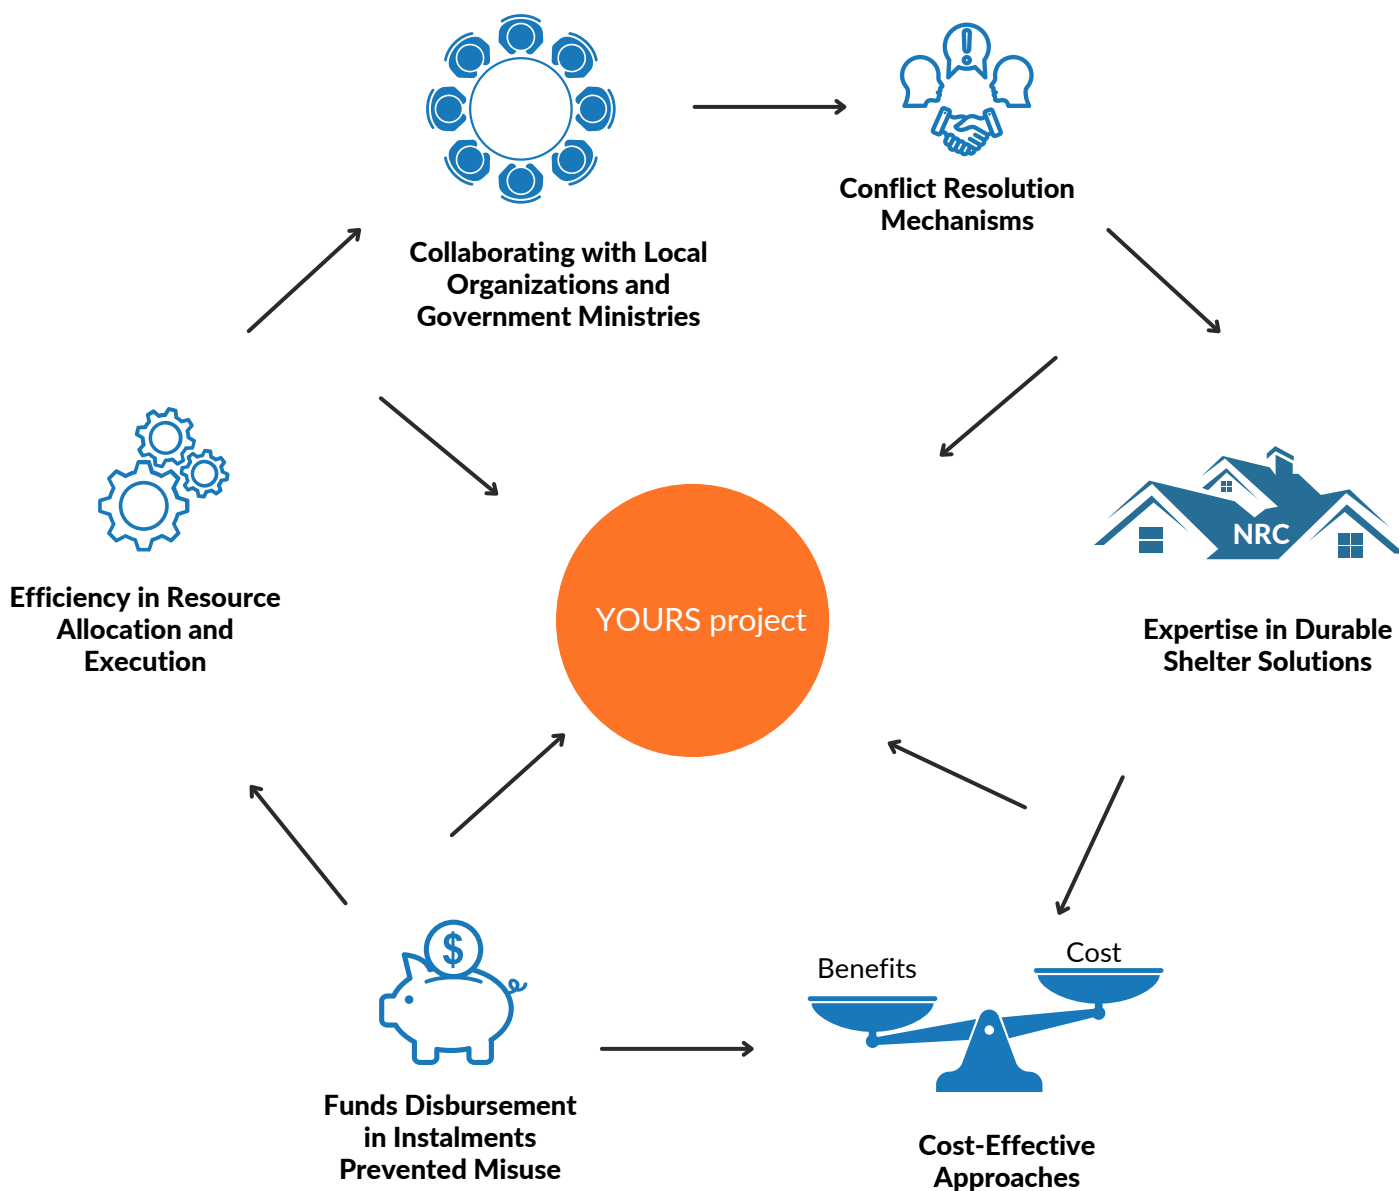 Collaborating with Local
Organizations and
Government Ministries
Conflict Resolution
Mechanisms
NRC
Expertise in Durable
Shelter Solutions
Efficiency in Resource
Allocation and
Execution
YOURS project
$
Funds Disbursement
in Instalments
Prevented Misuse
Benefits
Cost
Cost-Effective
Approaches